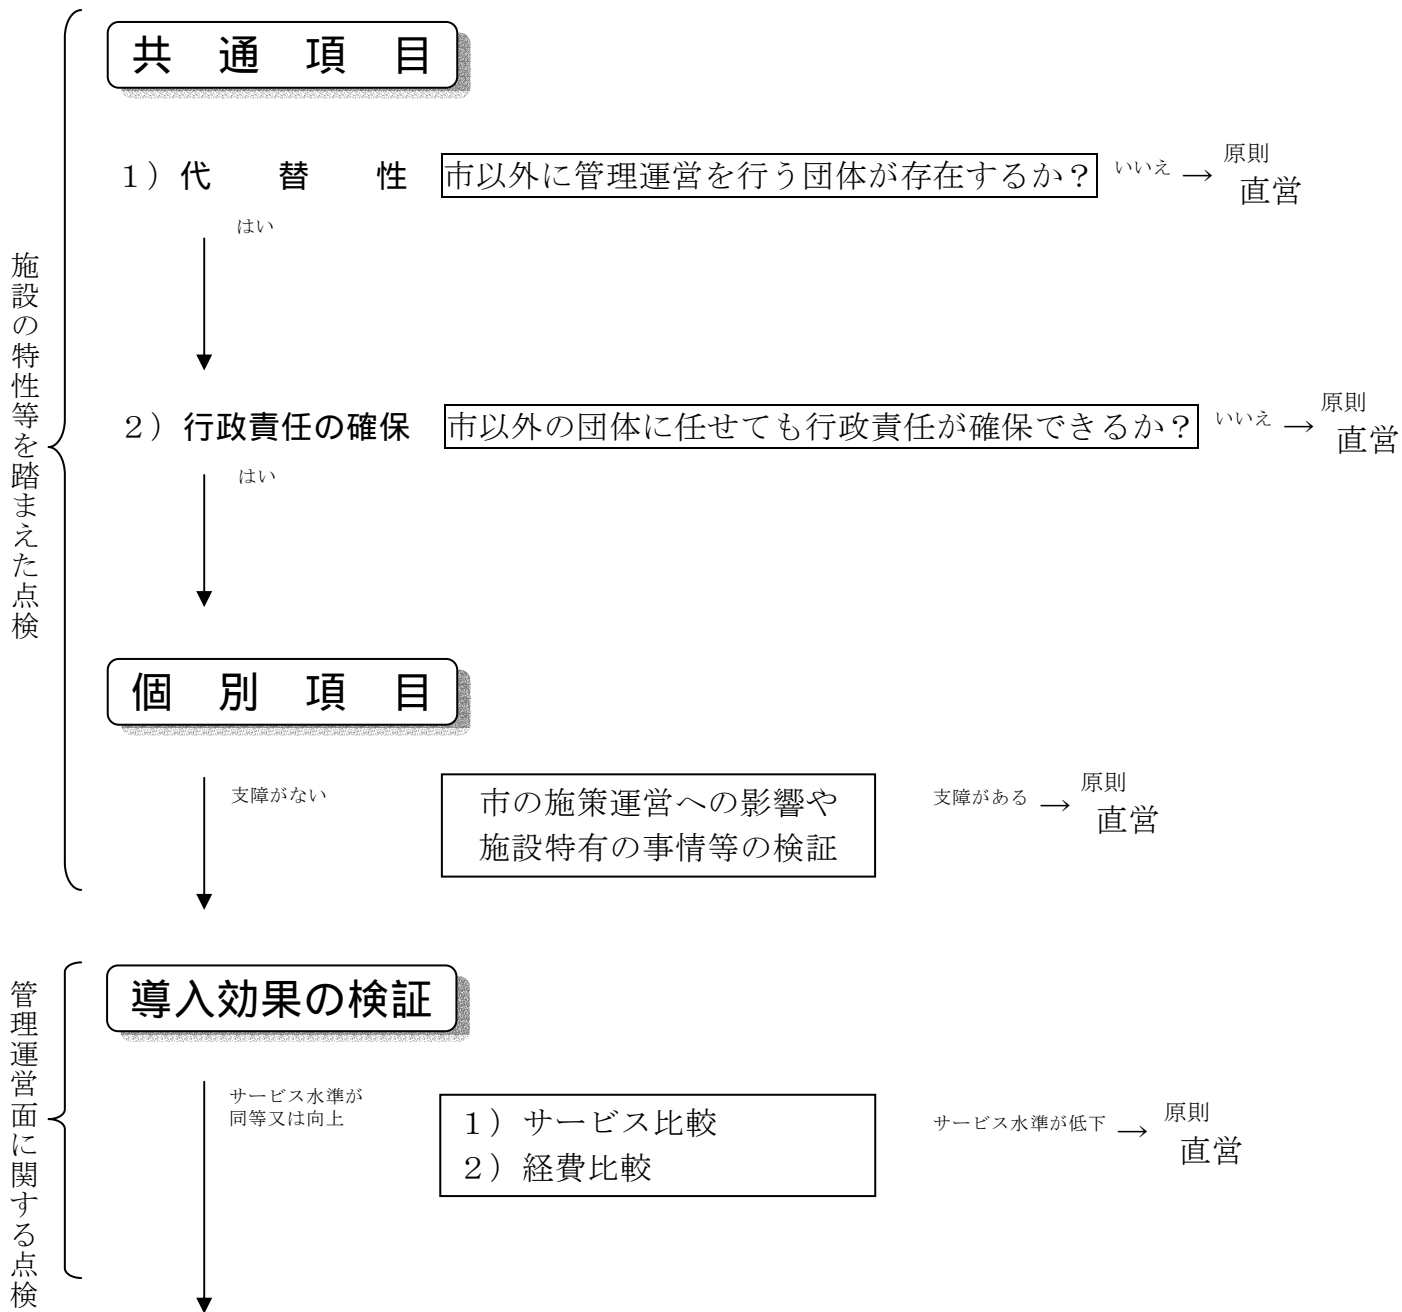 施設の特性等を踏まえた点検
共通項目
１）代替性
市以外に管理運営を行う団体が存在するか？
いいえ
→
原則
直営
はい
２）行政責任の確保
市以外の団体に任せても行政責任が確保できるか？
いいえ
→
原則
直営
はい
個別項目
支障がない
市の施策運営への影響や
施設特有の事情等の検証
支障がある
→
原則
直営
管理運営面に関する点検
導入効果の検証
サービス水準が
同等又は向上
１）サービス比較
２）経費比較
サービス水準が低下
→
原則
直営